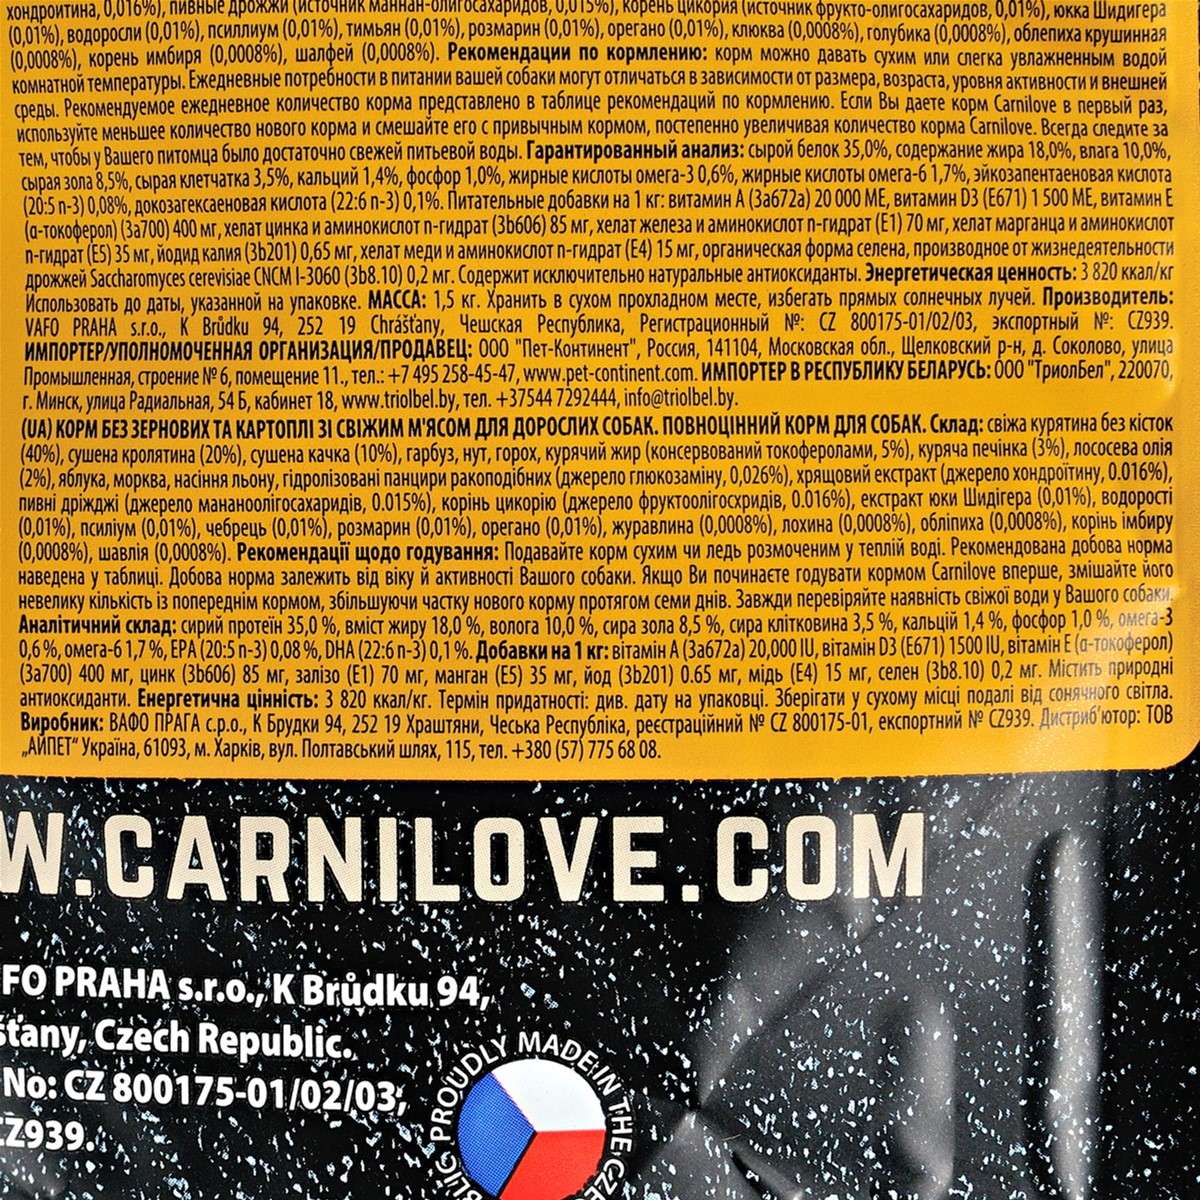 хондроитина, 0,016%), пивные дрожжи (источник маннан-олигосахаридов, 0,015%), корень цикория (источник фрукто-олигосахаридов, 0,01%), юкка Шидигера
(0,01%), водоросли (0,01%), псиллиум (0,01%), тимьян (0,01%), розмарин (0,01%), орегано (0,01%), клюква (0,0008%), голубика (0,0008%), облепиха крушинная
(0,0008%), корень имбиря (0,0008%), шалфей (0,0008%). Рекомендации по кормлению: корм можно давать сухим или слегка увлажненным водой
комнатной температуры. Ежедневные потребности в питании вашей собаки могут отличаться в зависимости от размера, возраста, уровня активности и внешней
среды. Рекомендуемое ежедневное количество корма представлено в таблице рекомендаций по кормлению. Если Вы даете корм Carnilove в первый раз,
используйте меньшее количество нового корма и смешайте его с привычным кормом, постепенно увеличивая количество корма Carnilove. Всегда следите за
тем, чтобы у Вашего питомца было достаточно свежей питьевой воды. Гарантированный анализ: сырой белок 35,0%, содержание жира 18,0%, влага 10,0%,
сырая зола 8,5%, сырая клетчатка 3,5%, кальций 1,4%, фосфор 1,0%, жирные кислоты омега-3 0,6%, жирные кислоты омега-6 1,7%, эйкозапентаеновая кислота
(20:5 n-3) 0,08%, докозагексаеновая кислота (22:6 n-3) 0,1%. Питательные добавки на 1 кг: витамин А (3a672a) 20 000 МЕ, витамин D3 (E671) 1 500 МЕ, витамин Е
(α-токоферол) (3a700) 400 мг, хелат цинка и аминокислот n-гидрат (3b606) 85 мг, хелат железа и аминокислот n-гидрат (E1) 70 мг, хелат марганца и аминокислот
n-гидрат (E5) 35 мг, йодид калия (3b201) 0,65 мг, хелат меди и аминокислот n-гидрат (E4) 15 мг, органическая форма селена, производное от жизнедеятельности
дрожжей Saccharomyces cerevisiae CNCM I-3060 (3b8.10) 0,2 мг. Содержит исключительно натуральные антиоксиданты. Энергетическая ценность: 3 820 ккал/кг
Использовать до даты, указанной на упаковке. МАССА: 1,5 кг. Хранить в сухом прохладном месте, избегать прямых солнечных лучей. Производитель:
VAFO PRAHA s.r.o., K Brůdku 94, 252 19 Chrášťany, Чешская Республика, Регистрационный №: CZ 800175-01/02/03, экспортный №: CZ939.
ИМПОРТЕР/УПОЛНОМОЧЕННАЯ ОРГАНИЗАЦИЯ/ПРОДАВЕЦ: ООО "Пет-Континент", Россия, 141104, Московская обл., Щелковский р-н, д. Соколово, улица
Промышленная, строение № 6, помещение 11., тел.: +7 495 258-45-47, www.pet-continent.com. ИМПОРТЕР В РЕСПУБЛИКУ БЕЛАРУСЬ: ООО "ТриолБел", 220070,
г. Минск, улица Радиальная, 54 Б, кабинет 18, www.triolbel.by, тел. +37544 7292444, info@triolbel.by.
(UA) КОРМ БЕЗ ЗЕРНОВИХ ТА КАРТОПЛІ ЗІ СВІЖИМ М'ЯСОМ ДЛЯ ДОРОСЛИХ СОБАК. ПОВНОЦІННИЙ КОРМ ДЛЯ СОБАК. Склад: свіжа курятина без кісток
(40%), сушена кролятина (20%), сушена качка (10%), гарбуз, нут, горох, курячий жир (консервований токоферолами, 5%), куряча печінка (3%), лососева олія
(2%), яблука, морква, насіння льону, гідролізовані панцири ракоподібних (джерело глюкозаміну, 0,026%), хрящовий екстракт (джерело хондроїтину, 0.016%),
пивні дріжджі (джерело мананоолігосахаридів, 0.015%), корінь цикорію (джерело фруктоолігосхридів, 0.016%), екстракт юки Шидігера (0,01%), водорості
(0,01%), псиліум (0,01%), чебрець (0,01%), розмарин (0,01%), орегано (0,01%), журавлина (0,0008%), лохина (0,0008%), обліпиха (0,0008%), корінь імбиру
(0,0008%), шавлія (0,0008%). Рекомендації щодо годування: Подавайте корм сухим чи ледь розмоченим у теплій воді. Рекомендована добова норма
наведена у таблиці. Добова норма залежить від віку й активності Вашого собаки. Якщо Ви починаєте годувати кормом Carnilove вперше, змішайте його
невелику кількість із попереднім кормом, збільшуючи частку нового корму протягом семи днів. Завжди перевіряйте наявність свіжої води у Вашого собаки.
Аналітичний склад: сирий протеїн 35,0 %, вміст жиру 18,0 %, волога 10,0 %, сира зола 8,5 %, сира клітковина 3,5 %, кальцій 1,4 %, фосфор 1,0 %, омега-3
0,6 %, омега-6 1,7 %, EPA (20:5 n-3) 0,08 %, DHA (22:6 n-3) 0,1 %. Добавки на 1 кг: вітамін А (3a672a) 20,000 IU, вітамін D3 (E671) 1500 IU, вітамін Е (α-токоферол)
(3a700) 400 мг, цинк (3b606) 85 мг, залізо (E1) 70 мг, манган (E5) 35 мг, йод (3b201) 0.65 мг, мідь (E4) 15 мг, селен (3b8.10) 0,2 мг. Містить природні
антиоксиданти. Енергетична цінність: 3 820 ккал/кг. Термін придатності: див. дату на упаковці. Зберігати у сухому місці подалі від сонячного світла.
Виробник: ВАФО ПРАГА с.р.о., К Брудки 94, 252 19 Храштяни, Чеська Республіка, реєстраційний № CZ 800175-01, експортний № CZ939. Дистриб'ютор: ТОВ
„АЙПЕТ“ Україна, 61093, м. Харків, вул. Полтавський шлях, 115, тел. +380 (57) 775 68 08.
W.CARNILOVE.COM
FO PRAHA s.r.o., K Brůdku 94,
šťany, Czech Republic.
No: CZ 800175-01/02/03,
CZ939.
PROUDLY MADE IN THE CZE
BLIC